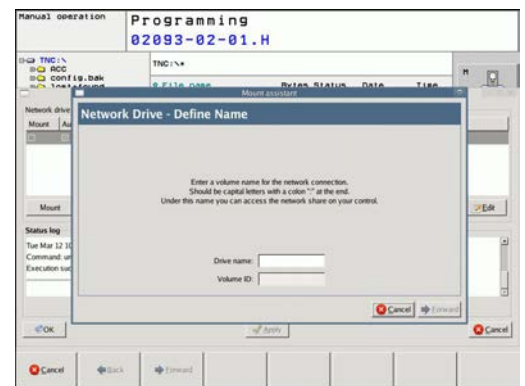 Manual operation
Programming
02093-02-01.H
TNC:\
ACC
config.bak
TNC:\*
File name
Bytes Status Date Time
M
Mount assistant
Network drive
Network Drive - Define Name
Mount
Enter a volume name for the network connection.
Should be capital letters with a colon ":" at the end.
Under this name you can access the network share on your control.
Mount
Edit
Status log
Tue Mar 12 10
Command:
Execution suc
Drive name:
Volume ID:
Cancel
Forward
OK
Apply
Cancel
Cancel
Back
Forward